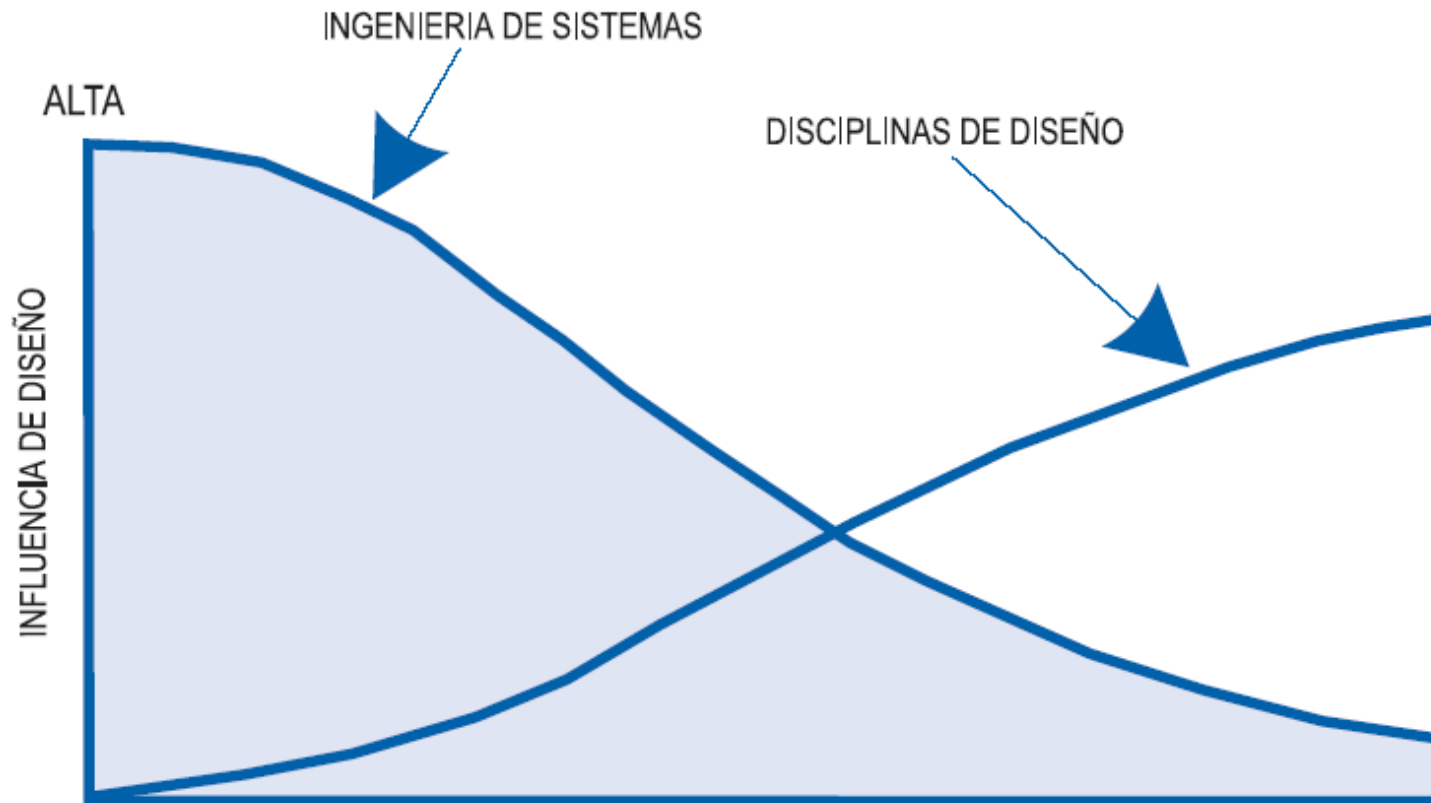 INGENIERIA DE SISTEMAS
ALTA
DISCIPLINAS DE DISEÑO
INFLUENCIA DE DISEÑO